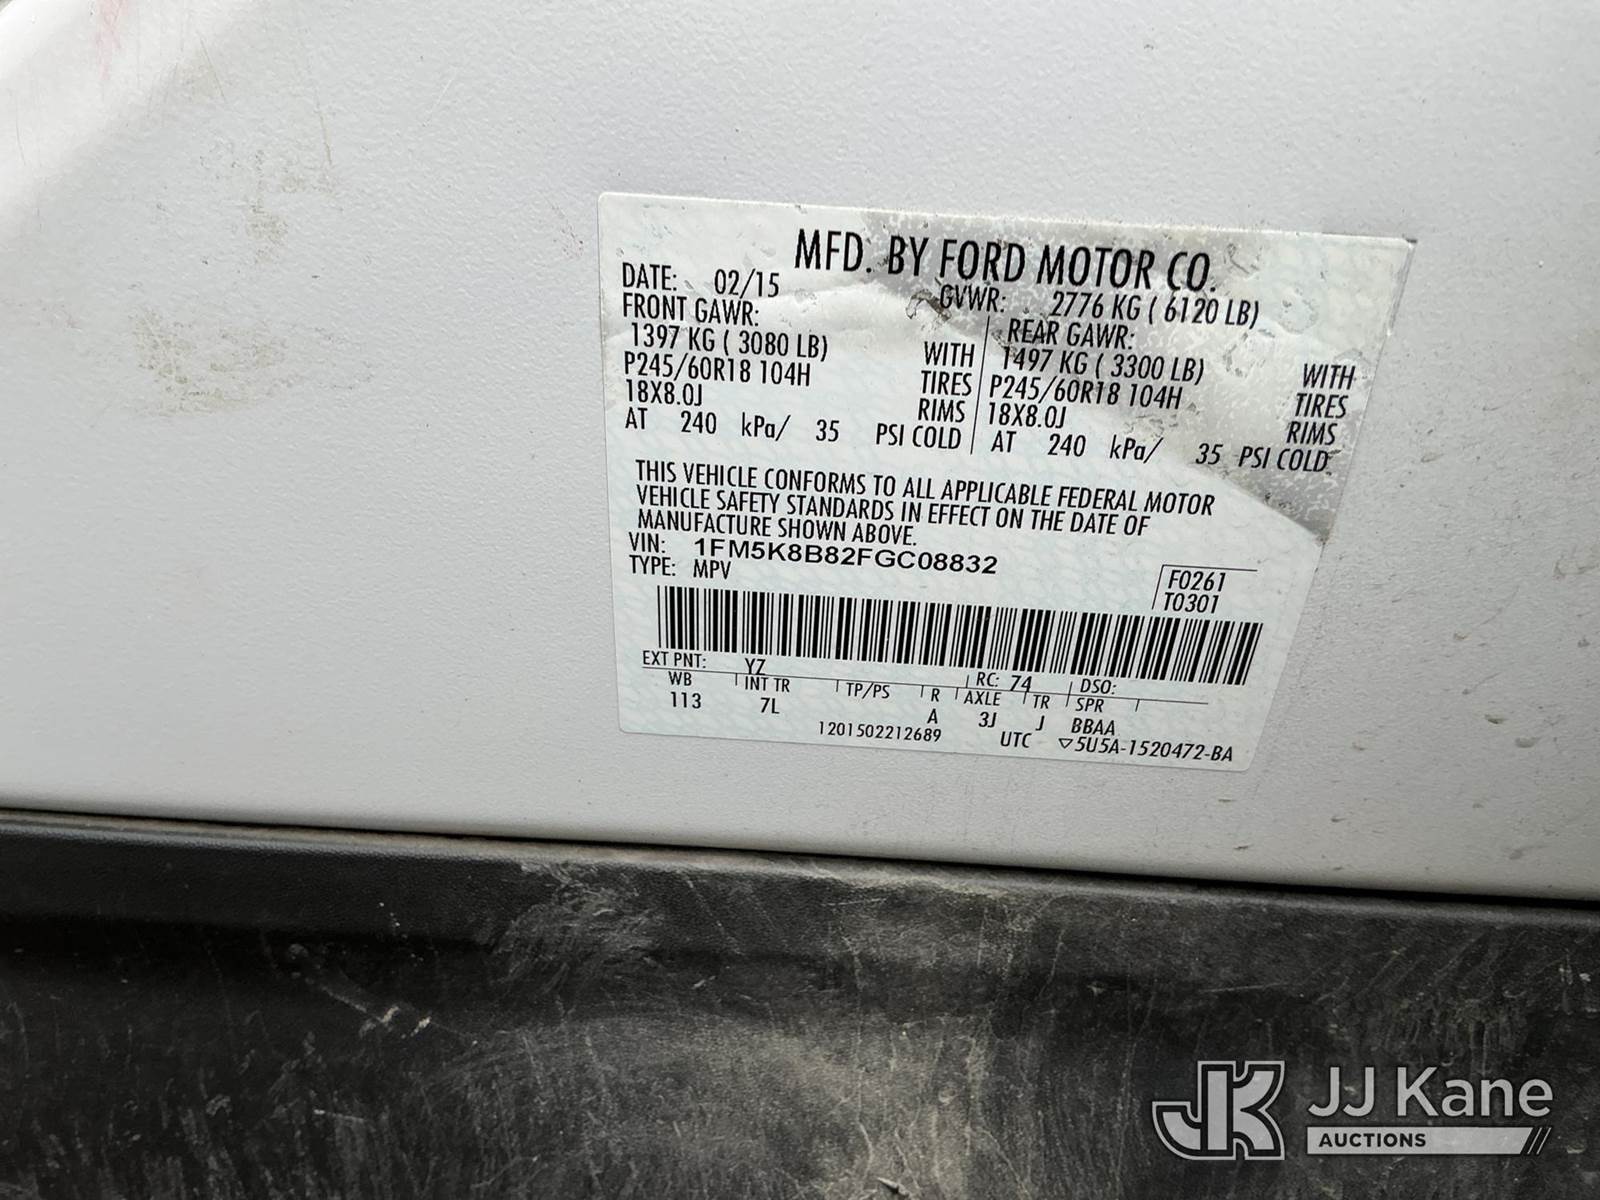 MFD. BY FORD MOTOR CO.
DATE: 02/15 GVWR: 2776 KG ( 6120 LB)
FRONT GAWR: REAR GAWR:
1397 KG ( 3080 LB) WITH 1497 KG ( 3300 LB) WITH
P245/60R18 104H TIRES P245/60R18 104H TIRES
18X8.0J RIMS 18X8.0J RIMS
AT 240 kPa/ 35 PSI COLD AT 240 kPa/ 35 PSI COLD
THIS VEHICLE CONFORMS TO ALL APPLICABLE FEDERAL MOTOR
VEHICLE SAFETY STANDARDS IN EFFECT ON THE DATE OF
MANUFACTURE SHOWN ABOVE.
VIN: 1FM5K8B82FGC08832
TYPE: MPV
F0261
T0301
EXT PNT: YZ RC: 74 DSO:
WB INT TR TP/PS R AXLE TR SPR
113 7L A 3J J BBAA
1201502212689 UTC ▽5U5A-1520472-BA
JK JJ Kane
AUCTIONS